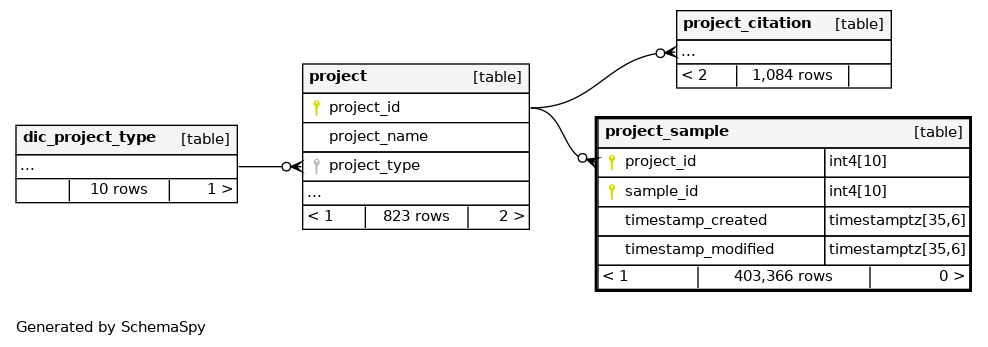 project_citation [table]
...
< 2 1,084 rows
project [table]
project_id
project_name
project_type
...
< 1 823 rows 2 >
dic_project_type [table]
...
10 rows 1 >
project_sample [table]
project_id int4[10]
sample_id int4[10]
timestamp_created timestamptz[35,6]
timestamp_modified timestamptz[35,6]
< 1 403,366 rows 0 >
Generated by SchemaSpy